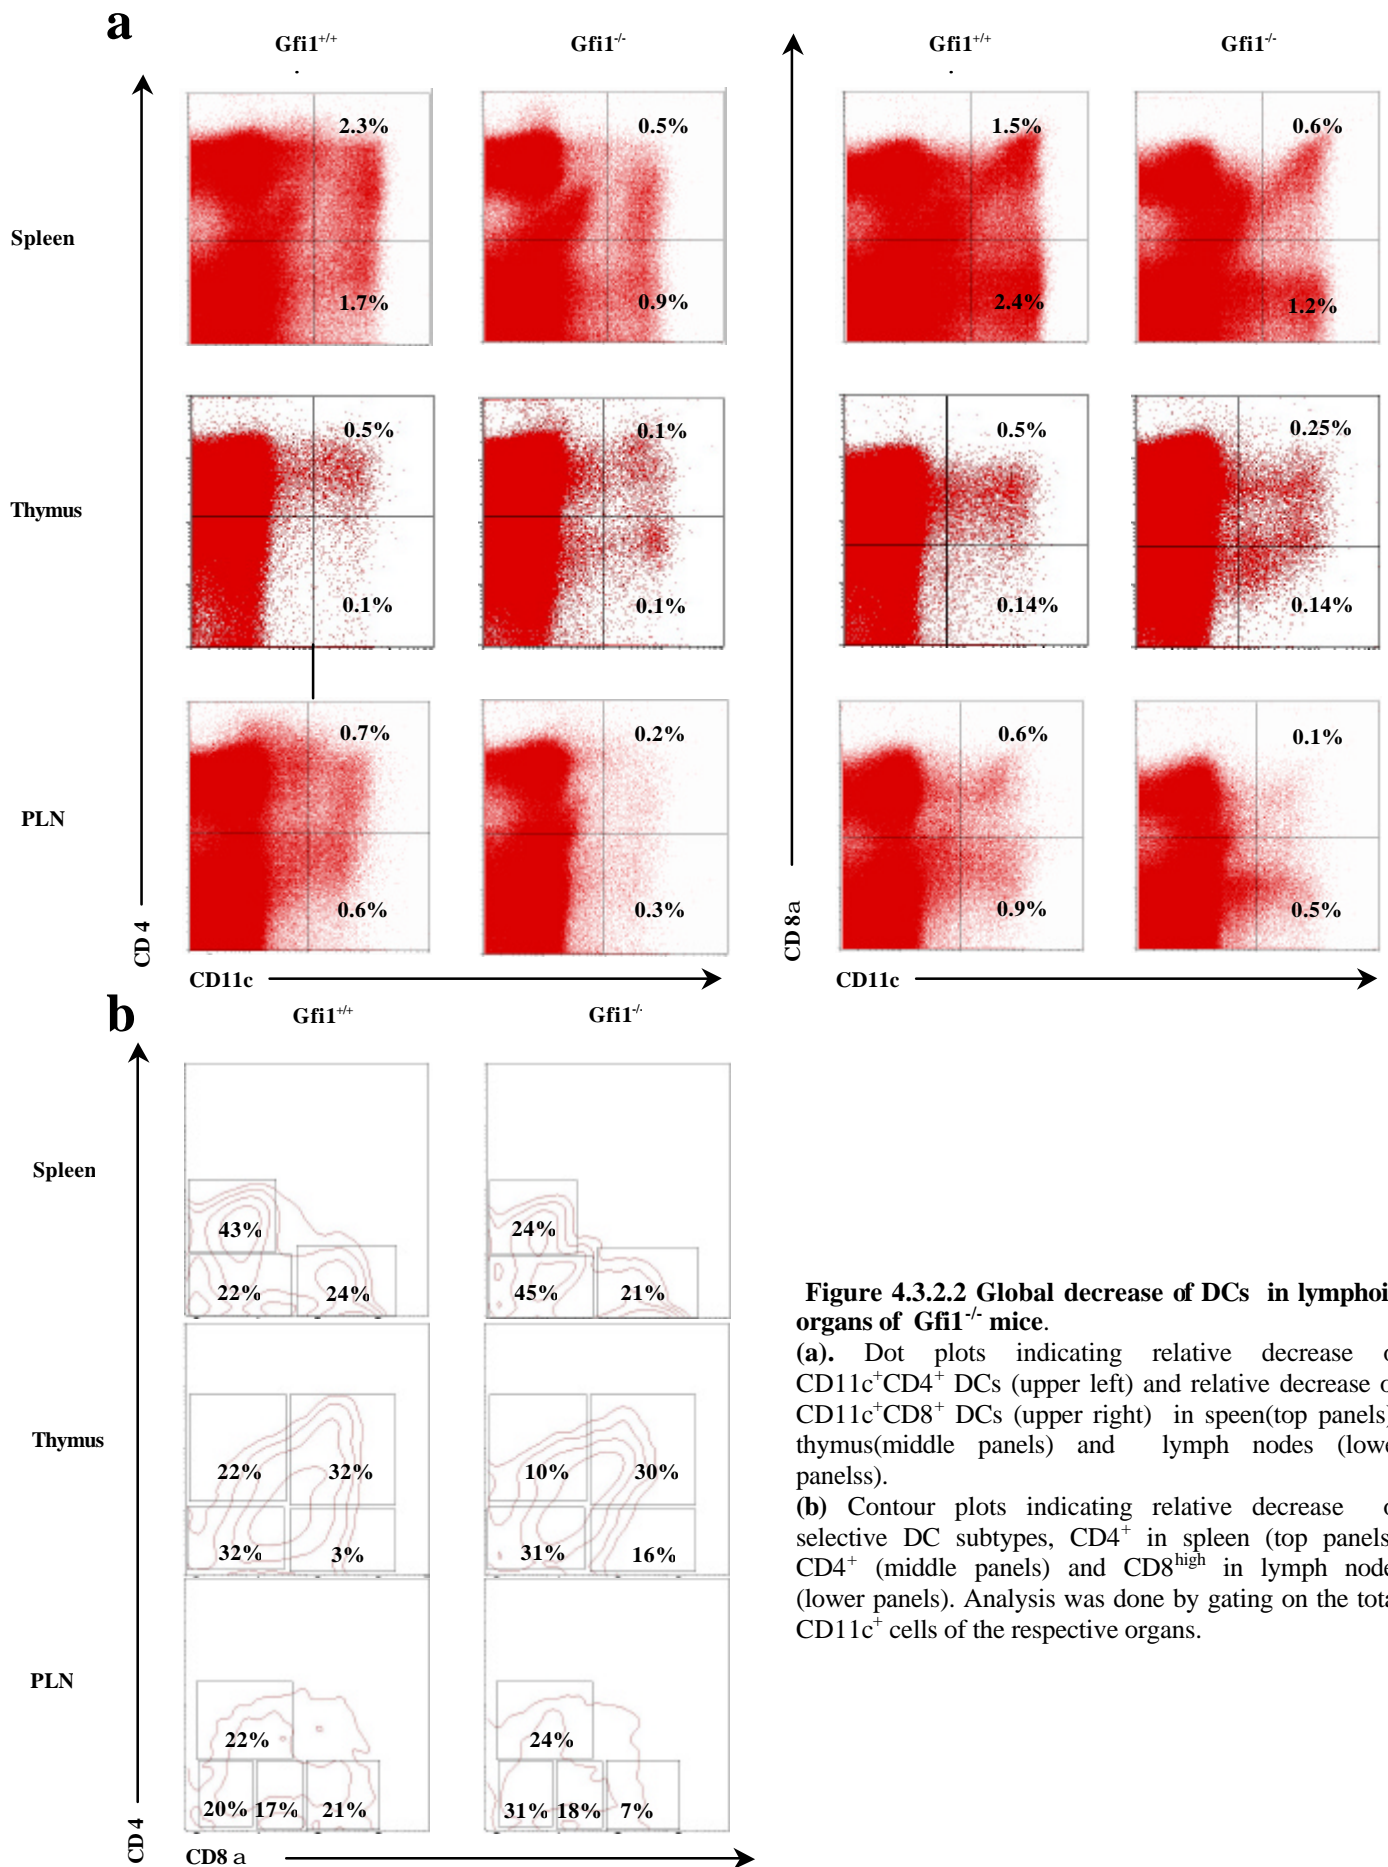 a
Gfi1+/+
Gfi1-/-
Gfi1+/+
Gfi1-/-
Spleen
2.3%
0.5%
1.5%
0.6%
1.7%
0.9%
2.4%
1.2%
Thymus
0.5%
0.1%
0.5%
0.25%
0.1%
0.1%
0.14%
0.14%
PLN
0.7%
0.2%
0.6%
0.1%
0.6%
0.3%
0.9%
0.5%
CD 4
CD 8a
CD11c
CD11c
b
Gfi1+/+
Gfi1-/-
Spleen
43%
24%
22%
24%
45%
21%
Thymus
22%
32%
10%
30%
32%
3%
31%
16%
PLN
22%
24%
20%
17%
21%
31%
18%
7%
CD 4
CD8 a
Figure 4.3.2.2 Global decrease of DCs in lymphoi
organs of Gfi1-/- mice.
(a). Dot plots indicating relative decrease o
CD11c+CD4+ DCs (upper left) and relative decrease o
CD11c+CD8+ DCs (upper right) in speen(top panels)
thymus(middle panels) and lymph nodes (lowe
panelss).
(b) Contour plots indicating relative decrease o
selective DC subtypes, CD4+ in spleen (top panels
CD4+ (middle panels) and CD8high in lymph node
(lower panels). Analysis was done by gating on the tota
CD11c+ cells of the respective organs.